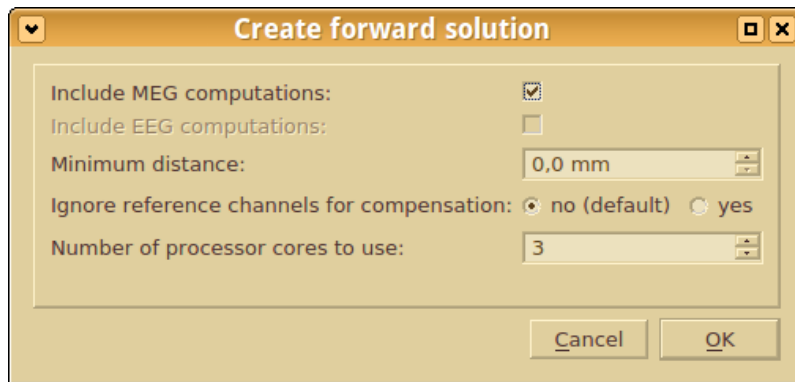 Create forward solution
Include MEG computations:
Include EEG computations:
Minimum distance: 0,0 mm
Ignore reference channels for compensation: no (default) yes
Number of processor cores to use: 3
Cancel OK